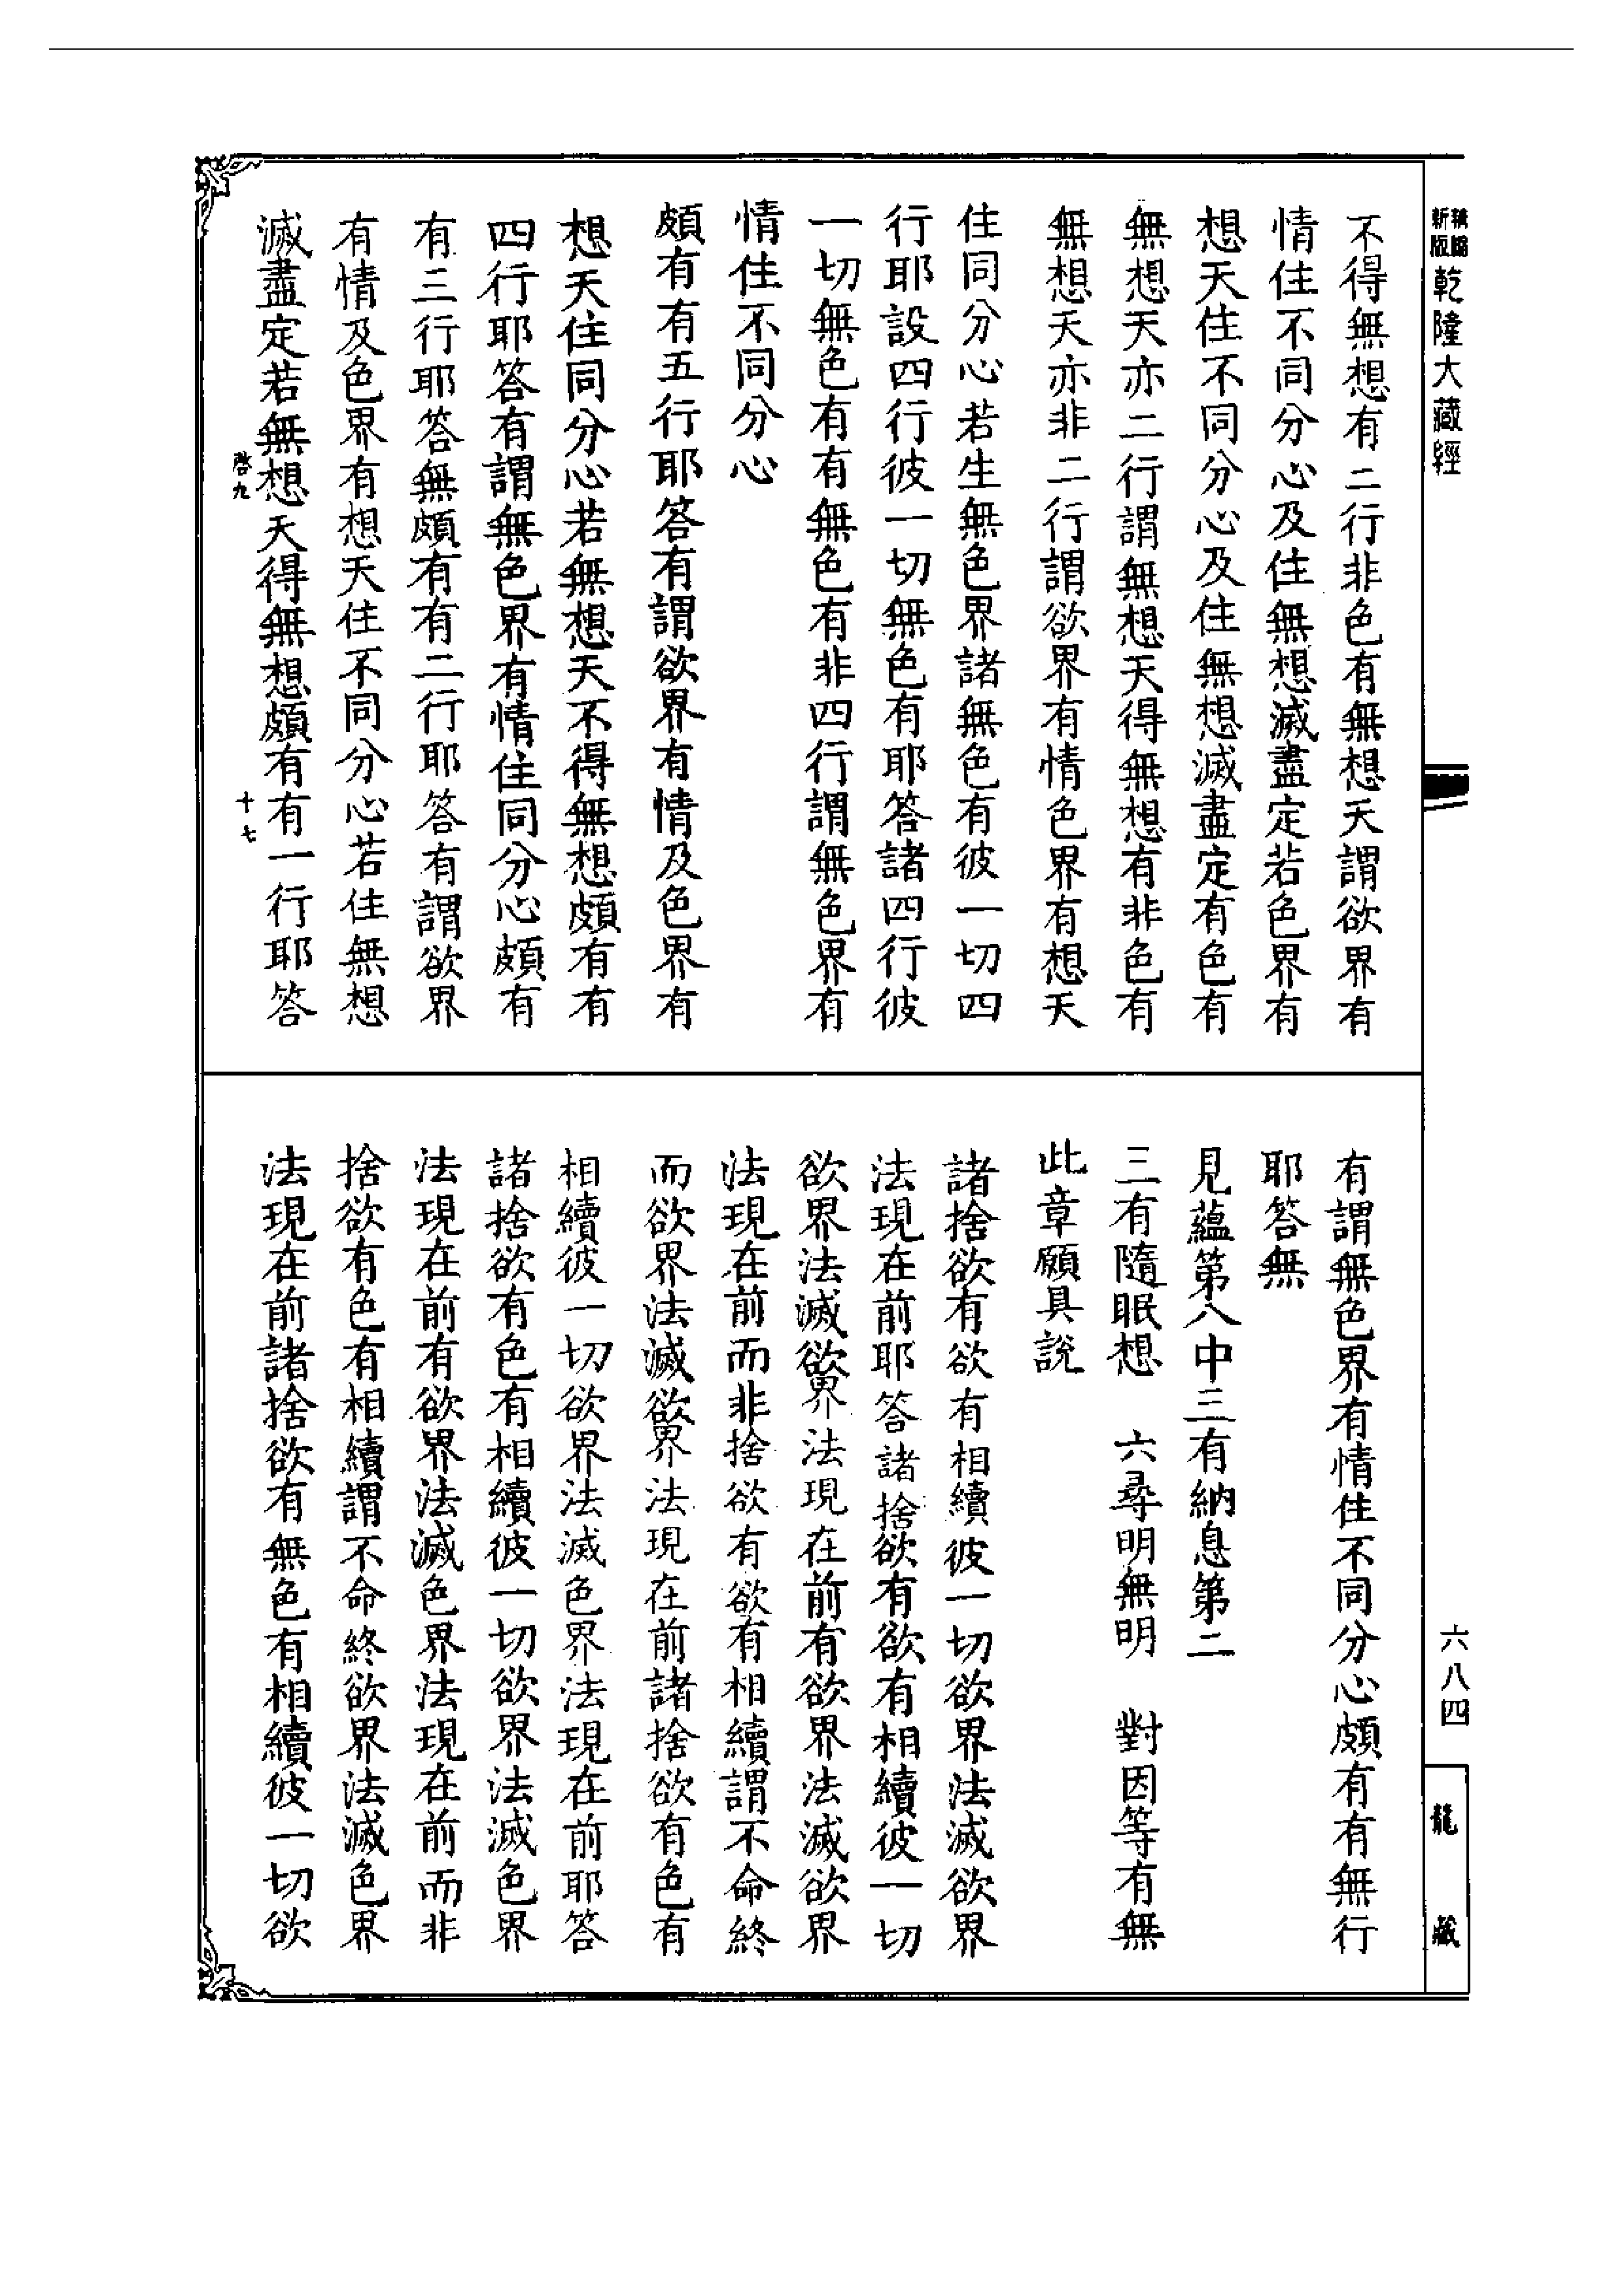 新編
縮版
乾隆大藏經
不得無想有二行非色有無想天謂欲界有
情住不同分心及住無想滅盡定若色界有
想天住不同分心及住無想滅盡定有色有
無想天亦二行謂無想天得無想有非色有
無想天亦非二行謂欲界有情色界有想天
住同分心若生無色界諸無色有彼一切四
行耶設四行彼一切無色有耶答諸四行彼
一切無色有有無色有非四行謂無色界有
情住不同分心
頗有有五行耶答有謂欲界有情及色界有
想天住同分心若無想天不得無想頗有有
四行耶答有謂無色界有情住同分心頗有
有三行耶答無頗有有二行耶答有謂欲界
有情及色界有想天住不同分心若住無想
滅盡定若無想天得無想頗有有一行耶答
啓九
十七
有謂無色界有情住不同分心頗有有無行
耶答無
見蘊第八中三有納息第二
三有隨眠想 六尋明無明 對因等有無
此章願具說
諸捨欲有欲有相續彼一切欲界法滅欲界
法現在前耶答諸捨欲有欲有相續彼一切
欲界法滅欲界法現在前有欲界法滅欲界
法現在前而非捨欲有欲有相續謂不命終
而欲界法滅欲界法現在前諸捨欲有色有
相續彼一切欲界法滅色界法現在前耶答
諸捨欲有色有相續彼一切欲界法滅色界
法現在前有欲界法滅色界法現在前而非
捨欲有色有相續謂不命終欲界法滅色界
法現在前諸捨欲有無色有相續彼一切欲
六八四
龍藏